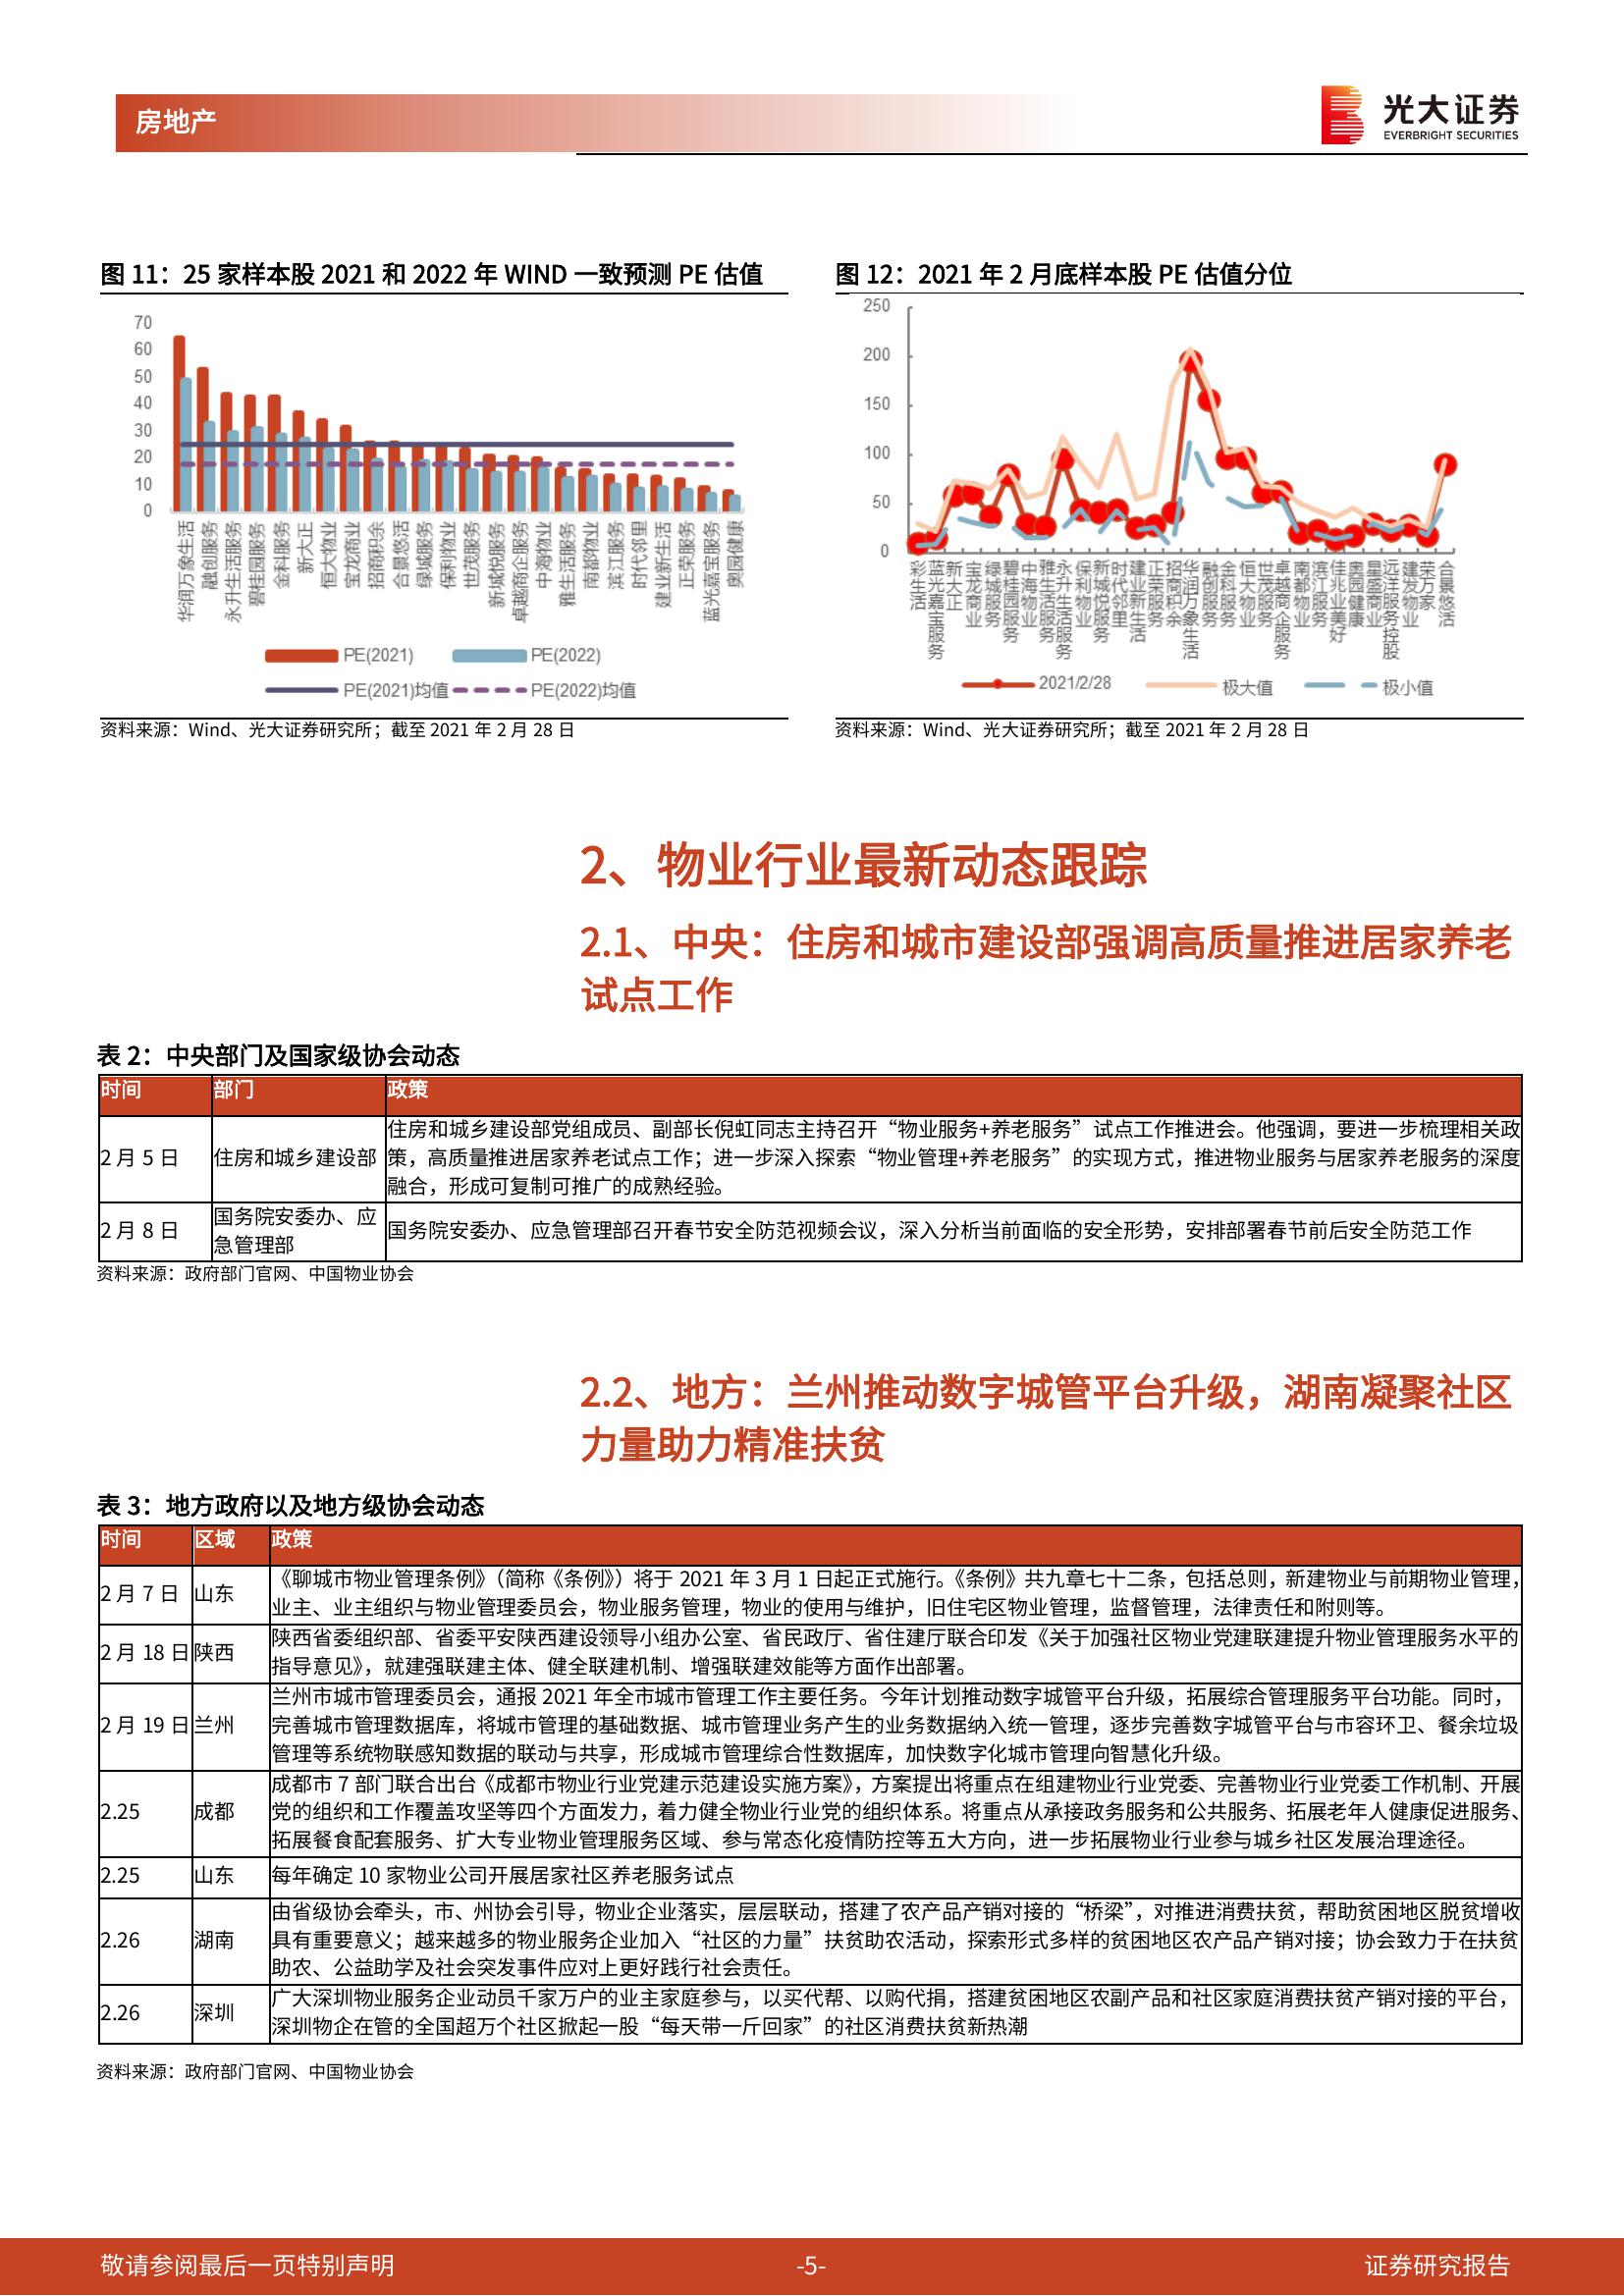 房地产
光大证券
EVERBRIGHT SECURITIES
图 11：25 家样本股 2021 和 2022 年 WIND 一致预测 PE 估值
70
60
50
40
30
20
10
0
华润万象生活
融创服务
永升生活服务
碧桂园服务
金科服务
新大正
恒大物业
宝龙商业
招商积余
合景悠活
绿城服务
保利物业
世茂服务
新城悦服务
卓越商企服务
中海物业
雅生活服务
南都物业
滨江服务
时代邻里
建业新生活
正荣服务
蓝光嘉宝服务
奥园健康
PE(2021)
PE(2022)
PE(2021)均值
PE(2022)均值
资料来源：Wind、光大证券研究所；截至 2021 年 2 月 28 日
图 12：2021 年 2 月底样本股 PE 估值分位
250
200
150
100
50
0
彩生活
蓝光嘉宝服务
新大正
宝龙商业
绿城服务
碧桂园服务
中海物业
雅生活服务
永升生活服务
保利物业
新城悦服务
时代邻里
建业新生活
正荣服务
招商积余
华润万象生活
融创服务
金科服务
恒大物业
世茂服务
卓越商企服务
南都物业
滨江服务
佳兆业美好
奥园健康
星盛商业
远洋服务控股
建发物业
荣万家
合景悠活
2021/2/28
极大值
极小值
资料来源：Wind、光大证券研究所；截至 2021 年 2 月 28 日
2、物业行业最新动态跟踪
2.1、中央：住房和城市建设部强调高质量推进居家养老
试点工作
表 2：中央部门及国家级协会动态
时间 部门 政策
2 月 5 日 住房和城乡建设部
住房和城乡建设部党组成员、副部长倪虹同志主持召开“物业服务+养老服务”试点工作推进会。他强调，要进一步梳理相关政
策，高质量推进居家养老试点工作；进一步深入探索“物业管理+养老服务”的实现方式，推进物业服务与居家养老服务的深度
融合，形成可复制可推广的成熟经验。
2 月 8 日
国务院安委办、应
急管理部
国务院安委办、应急管理部召开春节安全防范视频会议，深入分析当前面临的安全形势，安排部署春节前后安全防范工作
资料来源：政府部门官网、中国物业协会
2.2、地方：兰州推动数字城管平台升级，湖南凝聚社区
力量助力精准扶贫
表 3：地方政府以及地方级协会动态
时间 区域 政策
2 月 7 日 山东
《聊城市物业管理条例》（简称《条例》）将于 2021 年 3 月 1 日起正式施行。《条例》共九章七十二条，包括总则，新建物业与前期物业管理，
业主、业主组织与物业管理委员会，物业服务管理，物业的使用与维护，旧住宅区物业管理，监督管理，法律责任和附则等。
2 月 18 日 陕西
陕西省委组织部、省委平安陕西建设领导小组办公室、省民政厅、省住建厅联合印发《关于加强社区物业党建联建提升物业管理服务水平的
指导意见》，就建强联建主体、健全联建机制、增强联建效能等方面作出部署。
2 月 19 日 兰州
兰州市城市管理委员会，通报 2021 年全市城市管理工作主要任务。今年计划推动数字城管平台升级，拓展综合管理服务平台功能。同时，
完善城市管理数据库，将城市管理的基础数据、城市管理业务产生的业务数据纳入统一管理，逐步完善数字城管平台与市容环卫、餐余垃圾
管理等系统物联感知数据的联动与共享，形成城市管理综合性数据库，加快数字化城市管理向智慧化升级。
2.25 成都
成都市 7 部门联合出台《成都市物业行业党建示范建设实施方案》，方案提出将重点在组建物业行业党委、完善物业行业党委工作机制、开展
党的组织和工作覆盖攻坚等四个方面发力，着力健全物业行业党的组织体系。将重点从承接政务服务和公共服务、拓展老年人健康促进服务、
拓展餐食配套服务、扩大专业物业管理服务区域、参与常态化疫情防控等五大方向，进一步拓展物业行业参与城乡社区发展治理途径。
2.25 山东 每年确定 10 家物业公司开展居家社区养老服务试点
2.26 湖南
由省级协会牵头，市、州协会引导，物业企业落实，层层联动，搭建了农产品产销对接的“桥梁”，对推进消费扶贫，帮助贫困地区脱贫增收
具有重要意义；越来越多的物业服务企业加入“社区的力量”扶贫助农活动，探索形式多样的贫困地区农产品产销对接；协会致力于在扶贫
助农、公益助学及社会突发事件应对上更好践行社会责任。
2.26 深圳
广大深圳物业服务企业动员千家万户的业主家庭参与，以买代帮、以购代捐，搭建贫困地区农副产品和社区家庭消费扶贫产销对接的平台，
深圳物企在管的全国超万个社区掀起一股“每天带一斤回家”的社区消费扶贫新热潮
资料来源：政府部门官网、中国物业协会
敬请参阅最后一页特别声明
-5-
证券研究报告